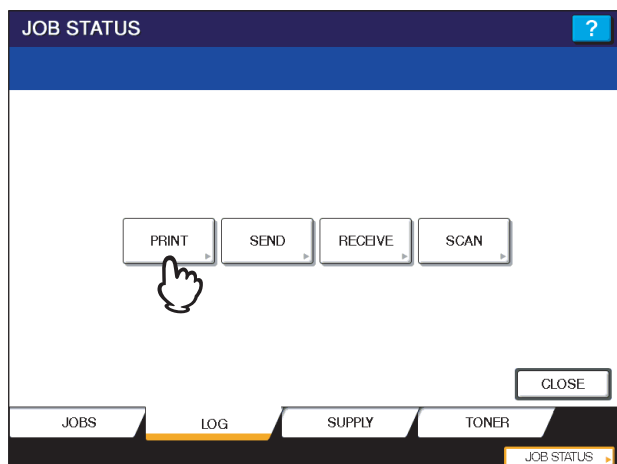 JOB STATUS ?
PRINT SEND RECEIVE SCAN
CLOSE
JOBS LOG SUPPLY TONER
JOB STATUS